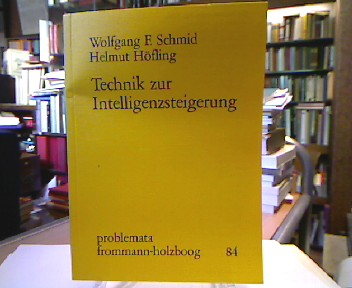 Wolfgang F. Schmid
Helmut Höfling
Technik zur
Intelligenzsteigerung
problemata
frommann-holzboog 84